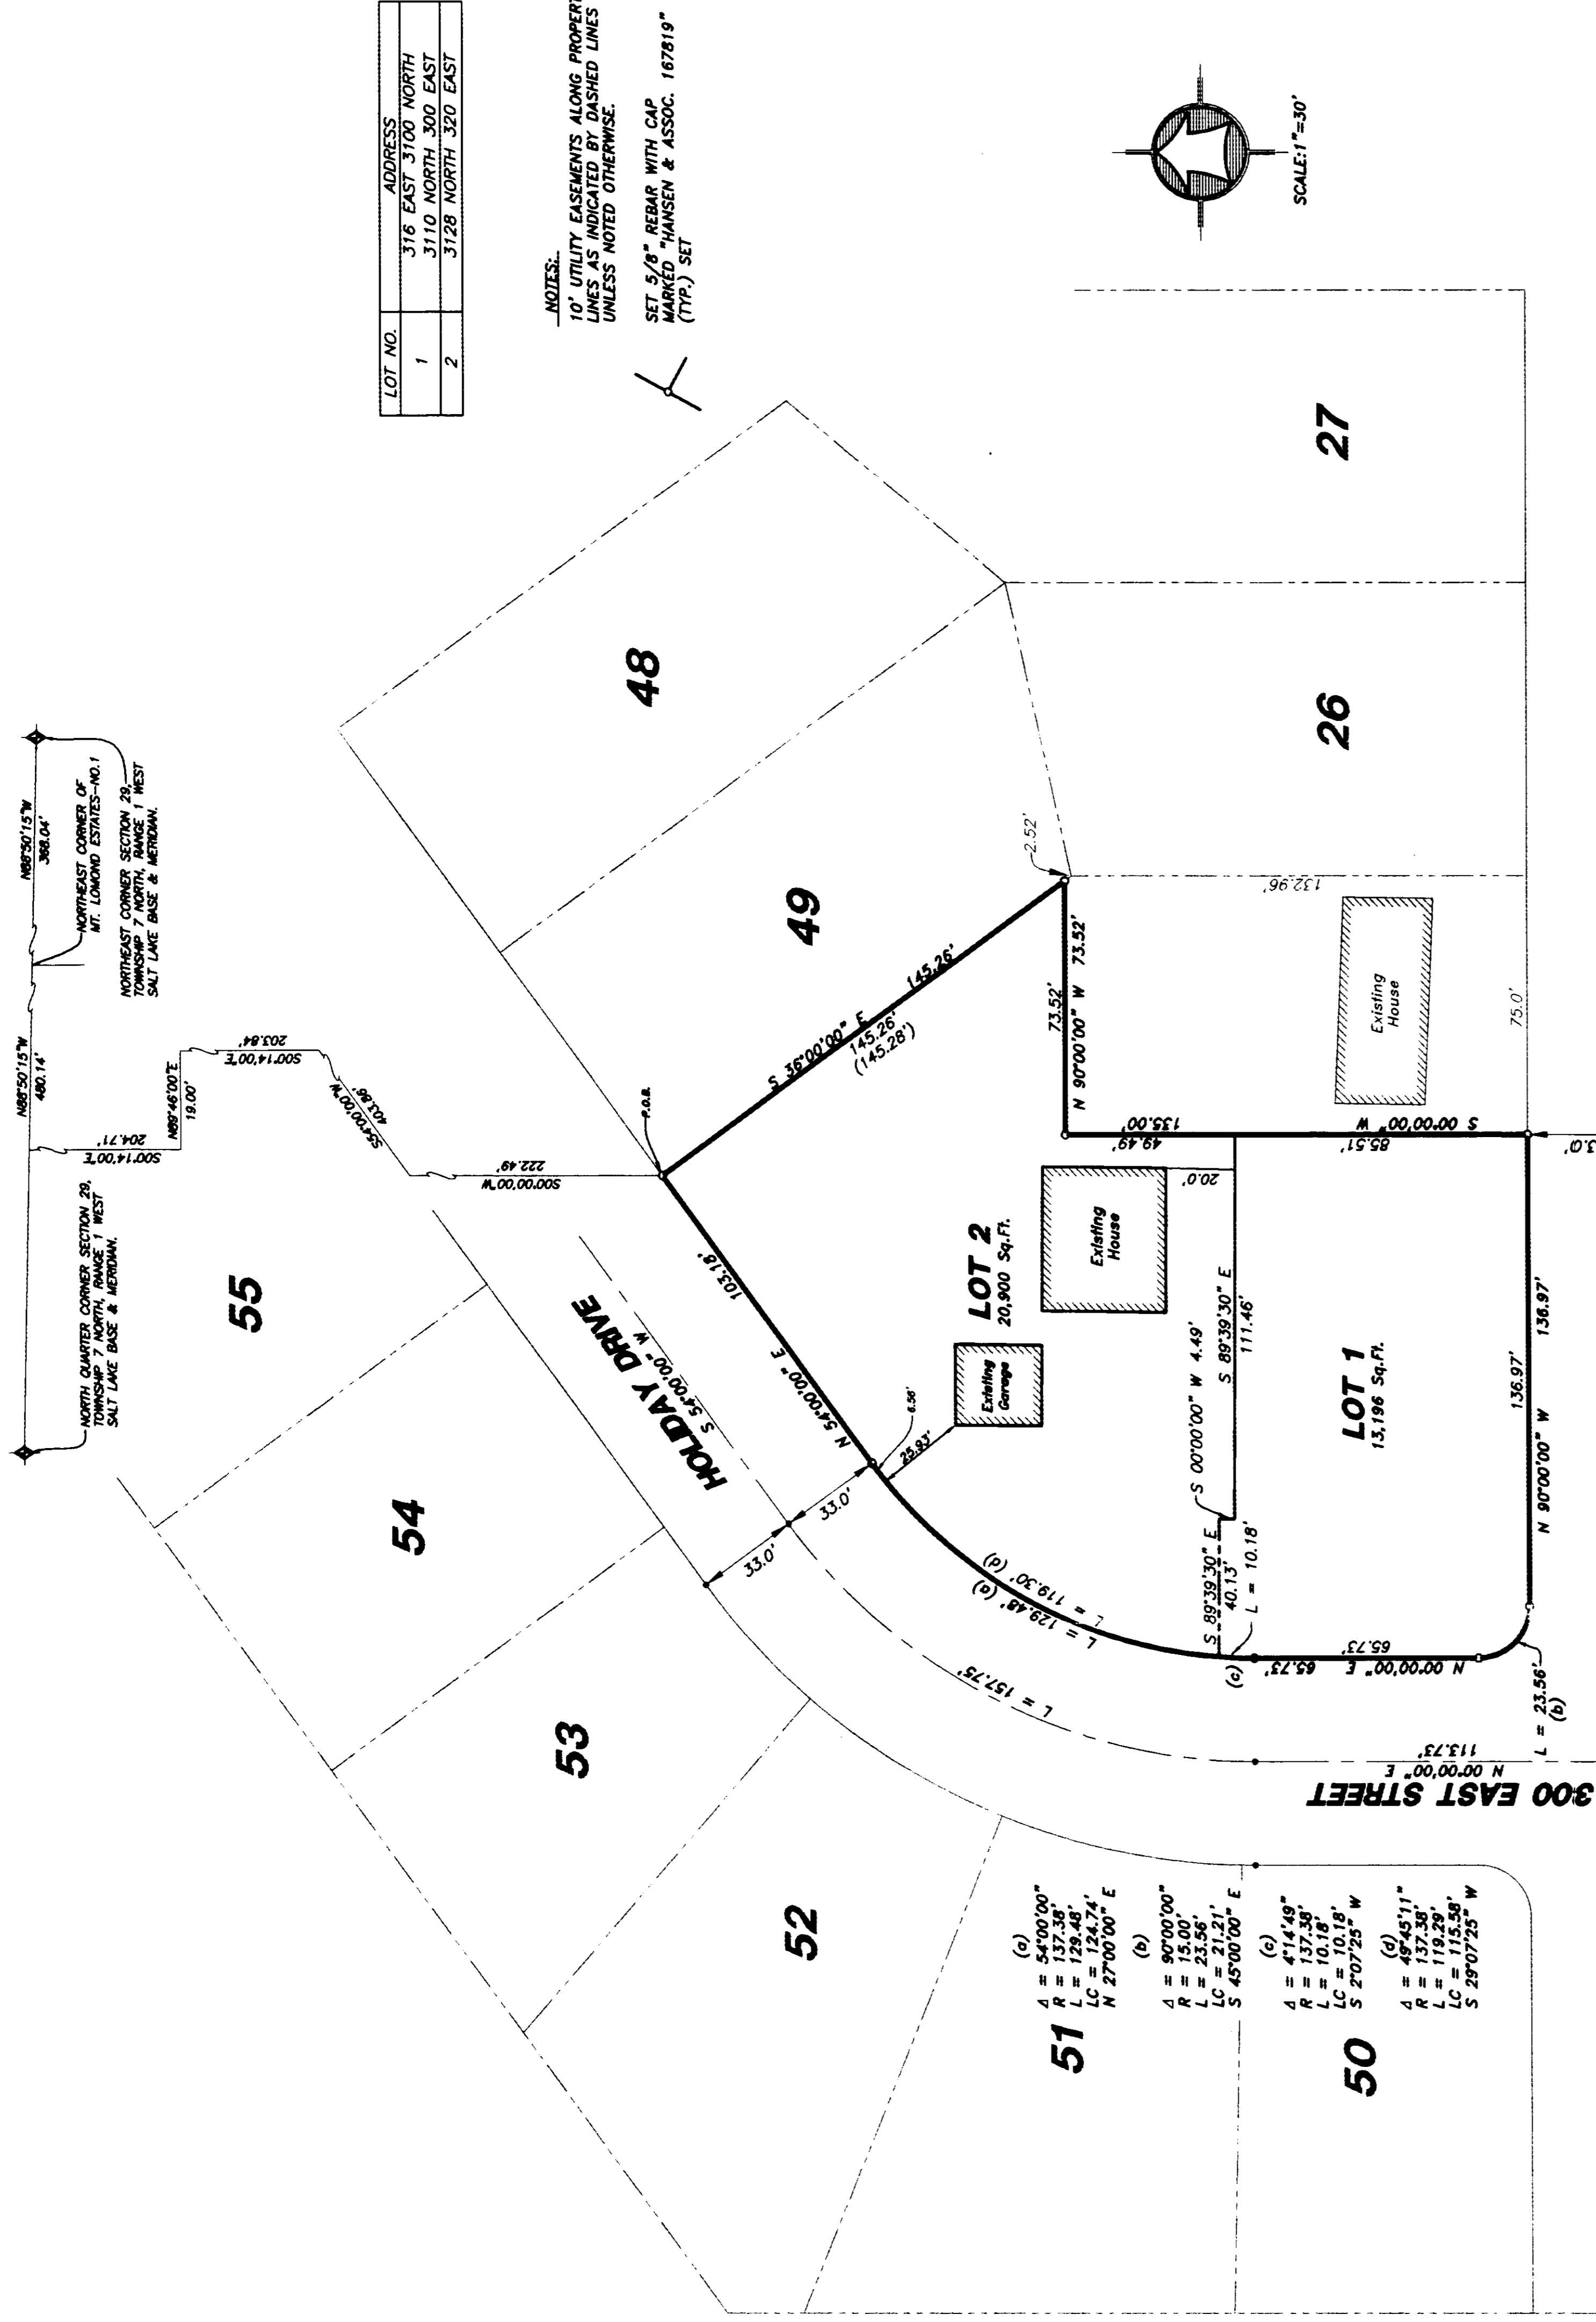 N88°50'15"W
480.14'
N88°50'15"W
368.04'
NORTH QUARTER CORNER SECTION 29,
TOWNSHIP 7 NORTH, RANGE 1 WEST
SALT LAKE BASE & MERIDIAN.
NORTHEAST CORNER OF
MT. LOMOND ESTATES-NO.1
NORTHEAST CORNER SECTION 29,
TOWNSHIP 7 NORTH, RANGE 1 WEST
SALT LAKE BASE & MERIDIAN.
S00°14'00"E
204.71'
N89°46'00"E
19.00'
S00°14'00"E
203.84'
S54°00'00"W
403.86'
S00°00'00"W
222.49'
P.O.B.
LOT NO. ADDRESS
1 316 EAST 3100 NORTH
3110 NORTH 300 EAST
2 3128 NORTH 320 EAST
NOTES:
10' UTILITY EASEMENTS ALONG PROPERT
LINES AS INDICATED BY DASHED LINES
UNLESS NOTED OTHERWISE.
SET 5/8" REBAR WITH CAP
MARKED "HANSEN & ASSOC. 167819"
(TYP.) SET
SCALE:1"=30'
55
54
53
52
51
50
49
48
27
26
HOLIDAY DRIVE
S 54°00'00" W
33.0'
33.0'
103.18'
N 54°00'00" E
S 36°00'00" E
145.26'
145.26'
(145.28')
2.52'
73.52'
N 90°00'00" W 73.52'
132.96'
Existing
House
75.0'
135.00'
49.49'
S 00°00'00" W
85.51'
3.0'
LOT 2
20,900 Sq.Ft.
Existing
House
20.0'
Existing
Garage
6.56'
25.93'
L = 119.30' (d)
L = 129.48' (a)
L = 157.75'
S 89°39'30" E
40.13'
S 00°00'00" W 4.49'
S 89°39'30" E
111.46'
L = 10.18'
(c)
LOT 1
13,196 Sq.Ft.
136.97'
N 90°00'00" W 136.97'
65.73'
N 00°00'00" E 65.73'
L = 23.56'
(b)
N 00°00'00" E
113.73'
300 EAST STREET
(a)
Δ = 54°00'00"
R = 137.38'
L = 129.48'
LC = 124.74'
N 27°00'00" E
(b)
Δ = 90°00'00"
R = 15.00'
L = 23.56'
LC = 21.21'
S 45°00'00" E
(c)
Δ = 4°14'49"
R = 137.38'
L = 10.18'
LC = 10.18'
S 2°07'25" W
(d)
Δ = 49°45'11"
R = 137.38'
L = 119.29'
LC = 115.58'
S 29°07'25" W